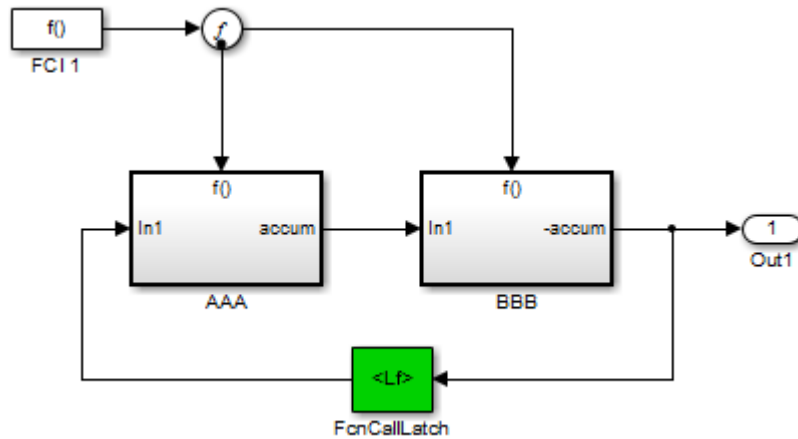 f()
FCI 1
f
f()
In1
accum
AAA
f()
In1
-accum
BBB
1
Out1
<Lf>
FcnCallLatch